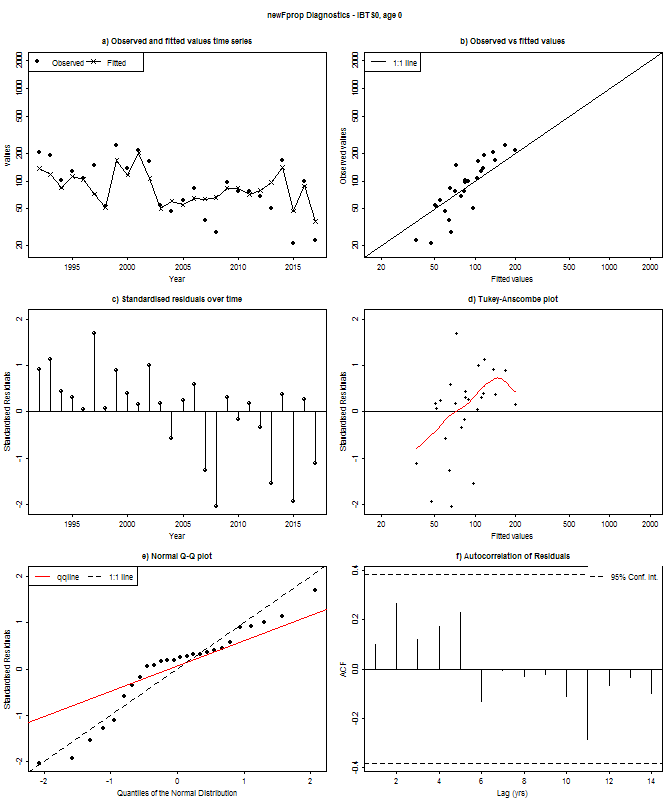 newFprop Diagnostics - IBTS0, age 0
a) Observed and fitted values time series
b) Observed vs fitted values
Observed Fitted
1:1 line
values
20 50 100 200 500 1000 2000
1995 2000 2005 2010 2015
Year
Observed values
20 50 100 200 500 1000 2000
20 50 100 200 500 1000 2000
Fitted values
c) Standardised residuals over time
d) Tukey-Anscombe plot
Standardised Residuals
-2 -1 0 1 2
1995 2000 2005 2010 2015
Year
Standardised Residuals
-2 -1 0 1 2
20 50 100 200 500 1000 2000
Fitted values
e) Normal Q-Q plot
f) Autocorrelation of Residuals
qqline 1:1 line
95% Conf. Int.
Standardised Residuals
-2 -1 0 1 2
-2 -1 0 1 2
Quantiles of the Normal Distribution
ACF
-0.4 -0.2 0.0 0.2 0.4
2 4 6 8 10 12 14
Lag (yrs)